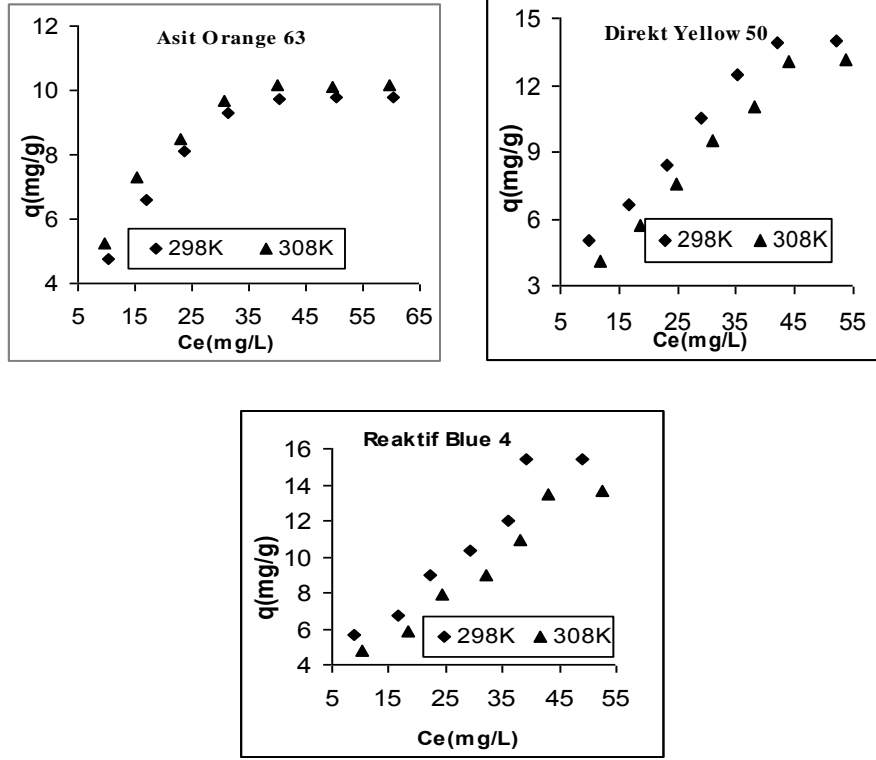 Asit Orange 63
12
10
8
6
4
q(mg/g)
298K 308K
5 15 25 35 45 55 65
Ce(mg/L)
Direkt Yellow 50
15
12
9
6
3
q(mg/g)
298K 308K
5 15 25 35 45 55
Ce(mg/L)
Reaktif Blue 4
16
14
12
10
8
6
4
q(mg/g)
298K 308K
5 15 25 35 45 55
Ce(mg/L)